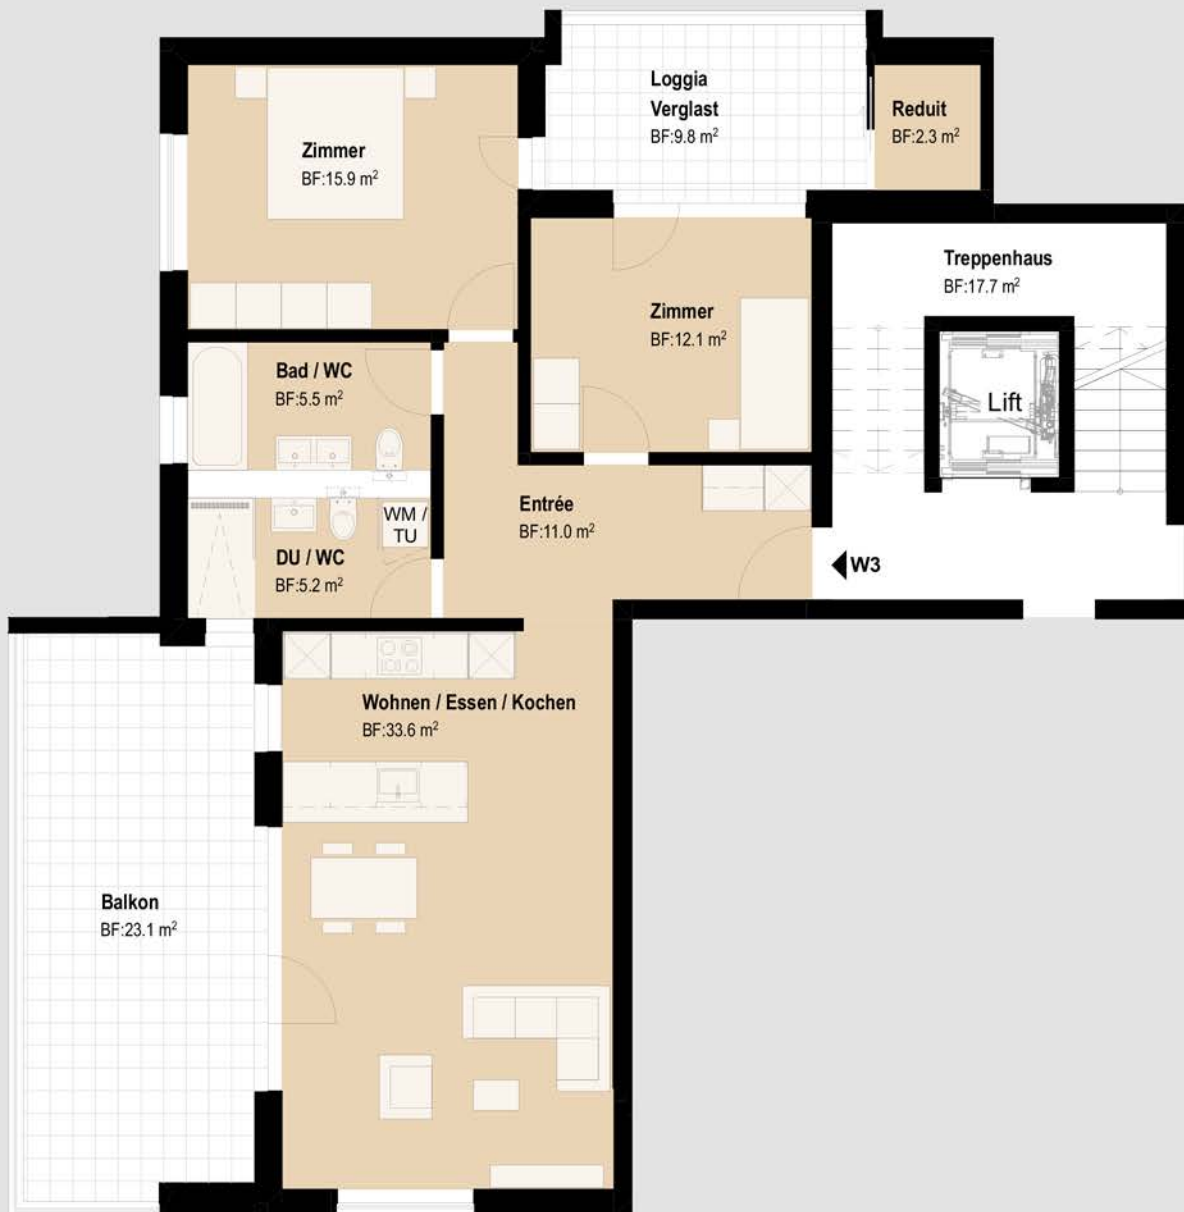 Loggia
Verglast
BF:9.8 m²
Reduit
BF:2.3 m²
Zimmer
BF:15.9 m²
Treppenhaus
BF:17.7 m²
Zimmer
BF:12.1 m²
Bad / WC
BF:5.5 m²
Lift
Entrée
BF:11.0 m²
WM /
TU
DU / WC
BF:5.2 m²
W3
Wohnen / Essen / Kochen
BF:33.6 m²
Balkon
BF:23.1 m²